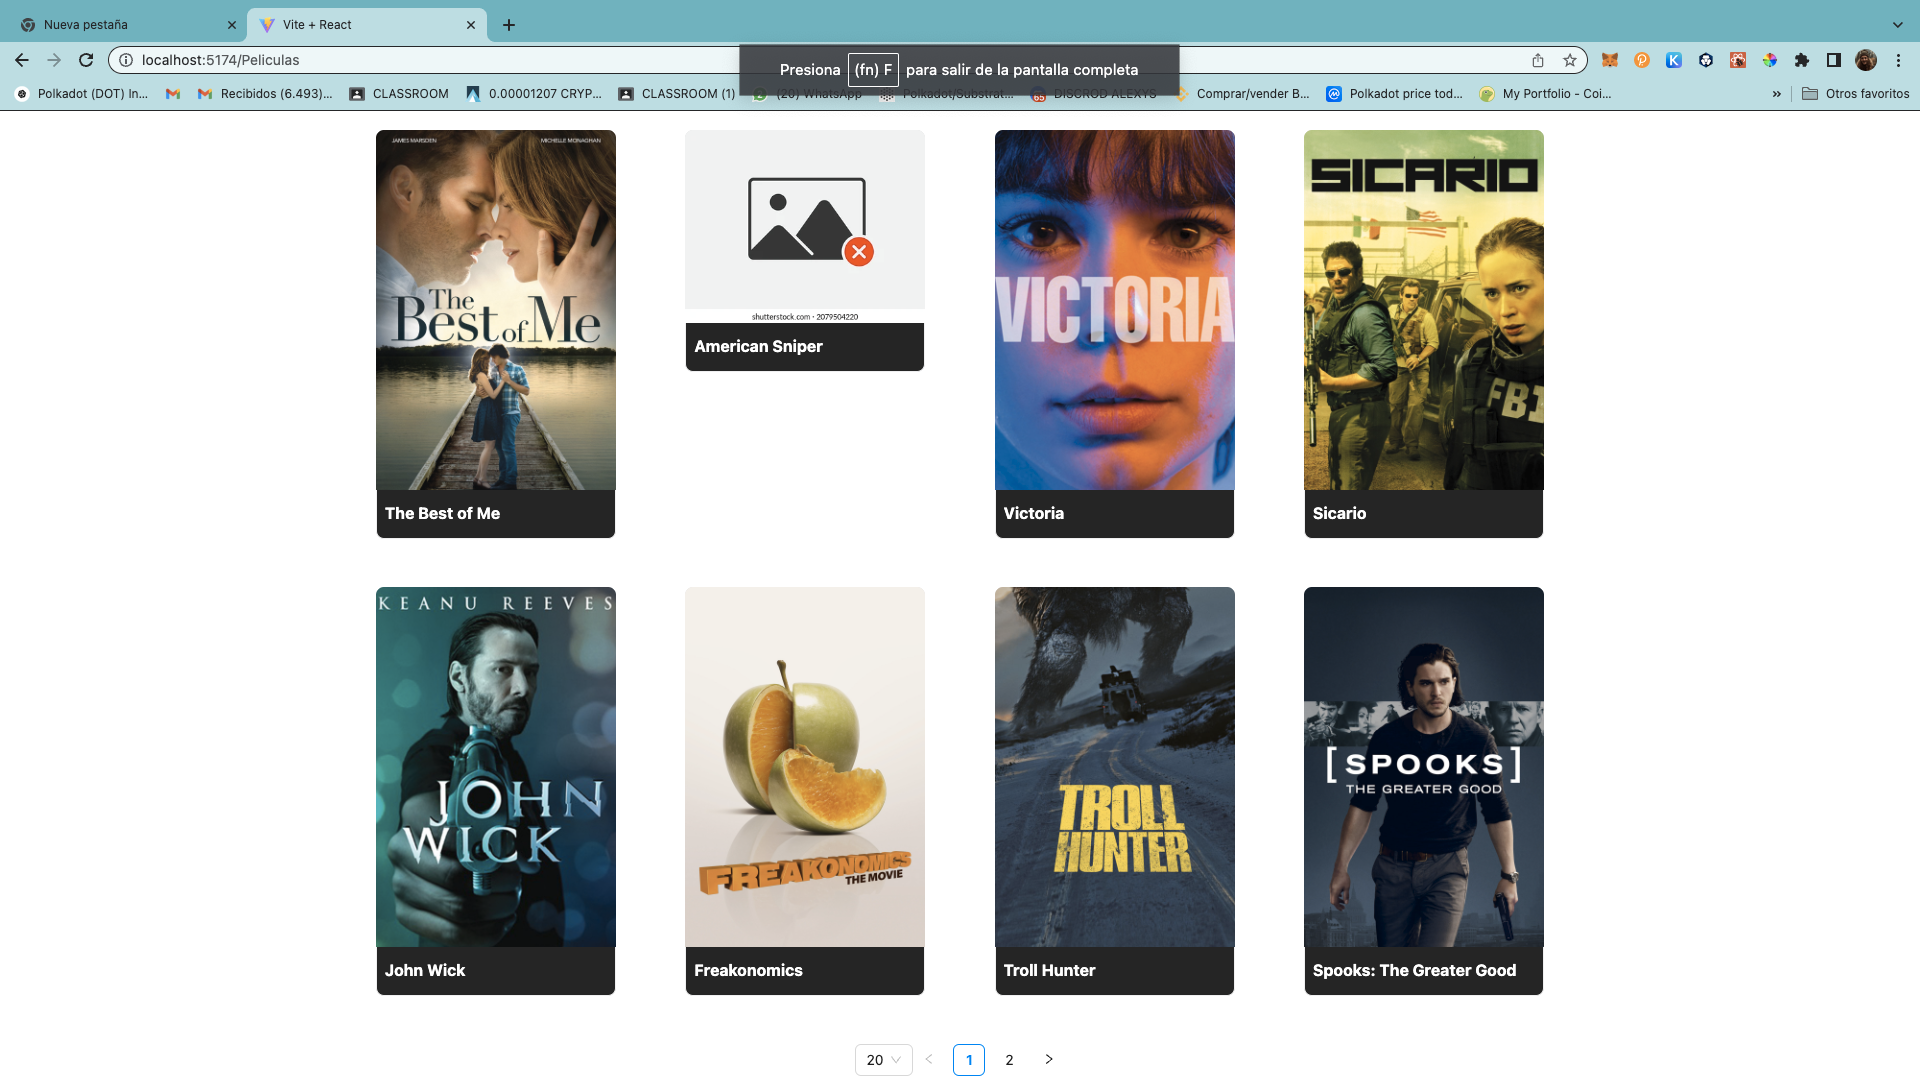 Nueva pestaña
Vite + React
localhost:5174/Peliculas
Presiona (fn) F para salir de la pantalla completa
Polkadot (DOT) In...
Recibidos (6.493)...
CLASSROOM
0.00001207 CRYP...
CLASSROOM (1)
(20) WhatsApp
Polkadot/Substrat...
DISCROD ALEXYS
Comprar/vender B...
Polkadot price tod...
My Portfolio - Coi...
»
Otros favoritos
JAMES MARSDEN
MICHELLE MONAGHAN
The
Best of Me
The Best of Me
shutterstock.com · 2079504220
American Sniper
VICTORIA
Victoria
SICARIO
FBI
Sicario
KEANU REEVES
JOHN
WICK
John Wick
FREAKONOMICS
THE MOVIE
Freakonomics
TROLL
HUNTER
Troll Hunter
[SPOOKS]
THE GREATER GOOD
Spooks: The Greater Good
20
1
2